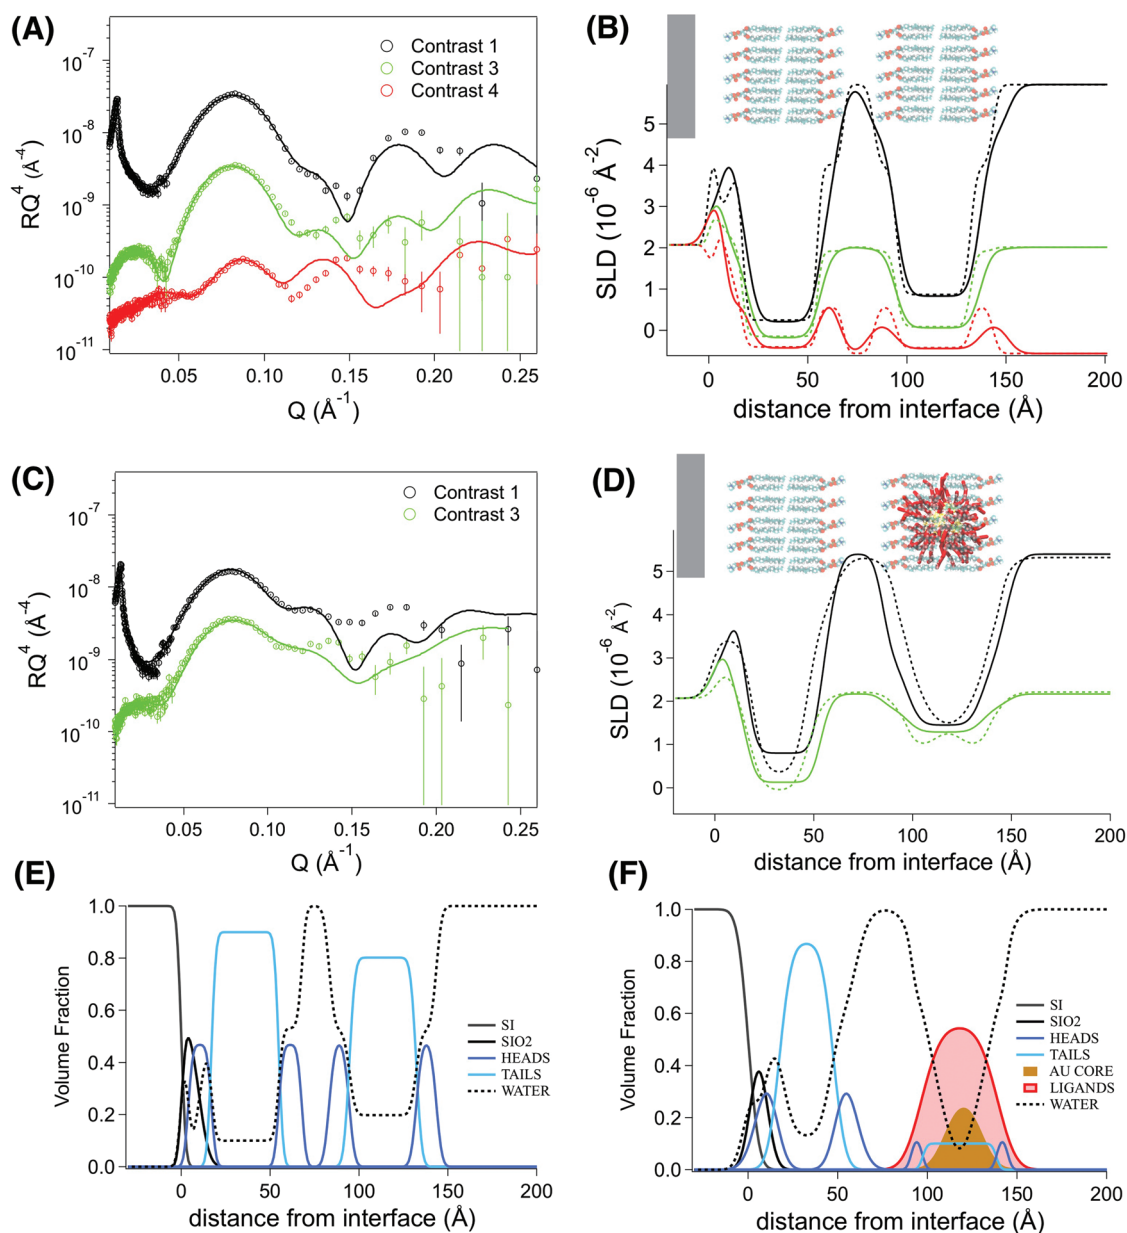 (A)
10⁻⁷
10⁻⁸
10⁻⁹
10⁻¹⁰
10⁻¹¹
RQ⁴ (Å⁻⁴)
Contrast 1
Contrast 3
Contrast 4
0.05 0.10 0.15 0.20 0.25
Q (Å⁻¹)
(B)
5
4
3
2
1
0
SLD (10⁻⁶ Å⁻²)
0 50 100 150 200
distance from interface (Å)
(C)
10⁻⁷
10⁻⁸
10⁻⁹
10⁻¹⁰
10⁻¹¹
RQ⁴ (Å⁻⁴)
Contrast 1
Contrast 3
0.05 0.10 0.15 0.20 0.25
Q (Å⁻¹)
(D)
5
4
3
2
1
0
SLD (10⁻⁶ Å⁻²)
0 50 100 150 200
distance from interface (Å)
(E)
1.0
0.8
0.6
0.4
0.2
0.0
Volume Fraction
SI
SIO2
HEADS
TAILS
WATER
0 50 100 150 200
distance from interface (Å)
(F)
1.0
0.8
0.6
0.4
0.2
0.0
Volume Fraction
SI
SIO2
HEADS
TAILS
AU CORE
LIGANDS
WATER
0 50 100 150 200
distance from interface (Å)